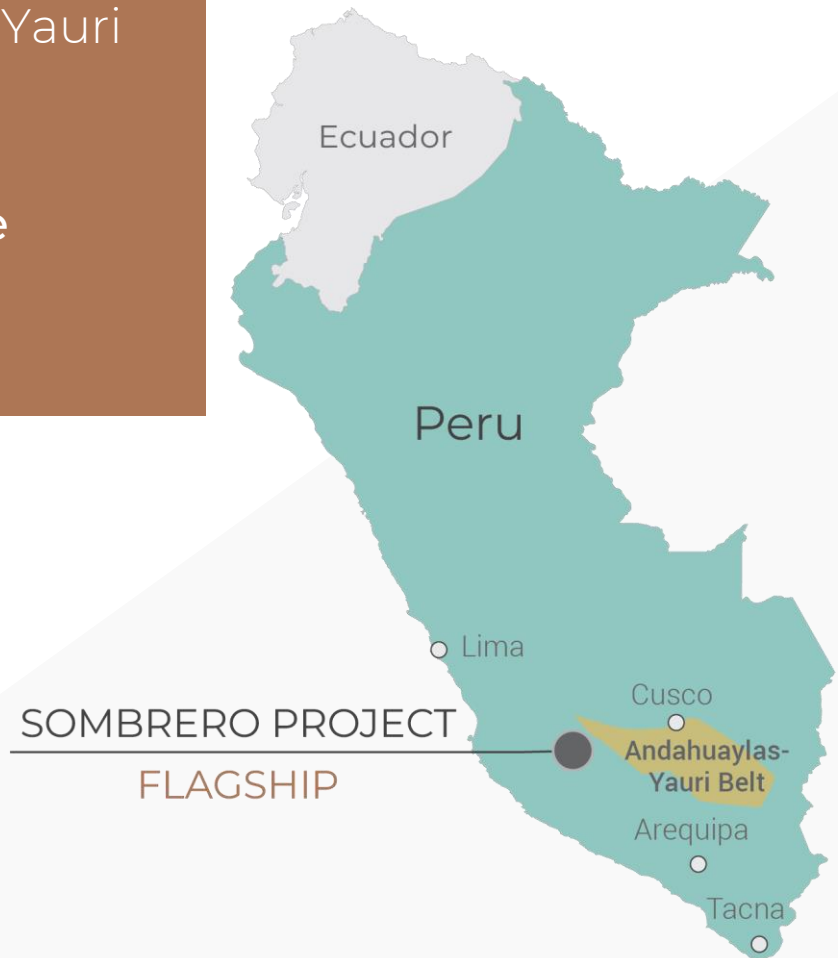 Yauri
e
Ecuador
Peru
Lima
SOMBRERO PROJECT
FLAGSHIP
Cusco
Andahuaylas-
Yauri Belt
Arequipa
Tacna